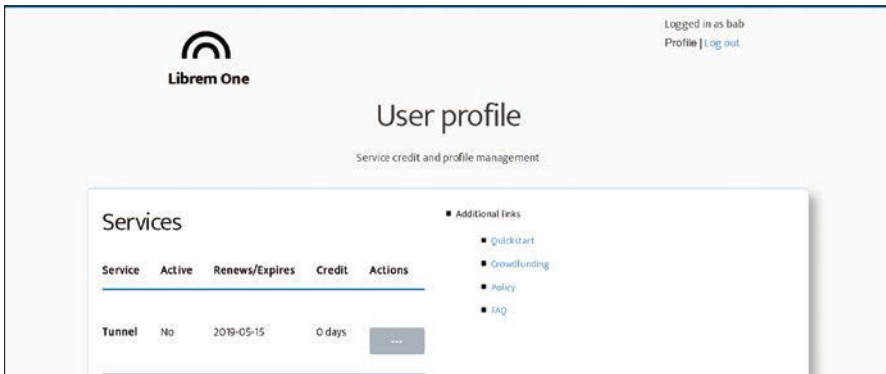 Logged in as bab
Profile | Log out
Librem One
User profile
Service credit and profile management
Services
Service Active Renews/Expires Credit Actions
Tunnel No 2019-05-15 0 days ...
Additional links
Quickstart
Crowdfunding
Policy
FAQ